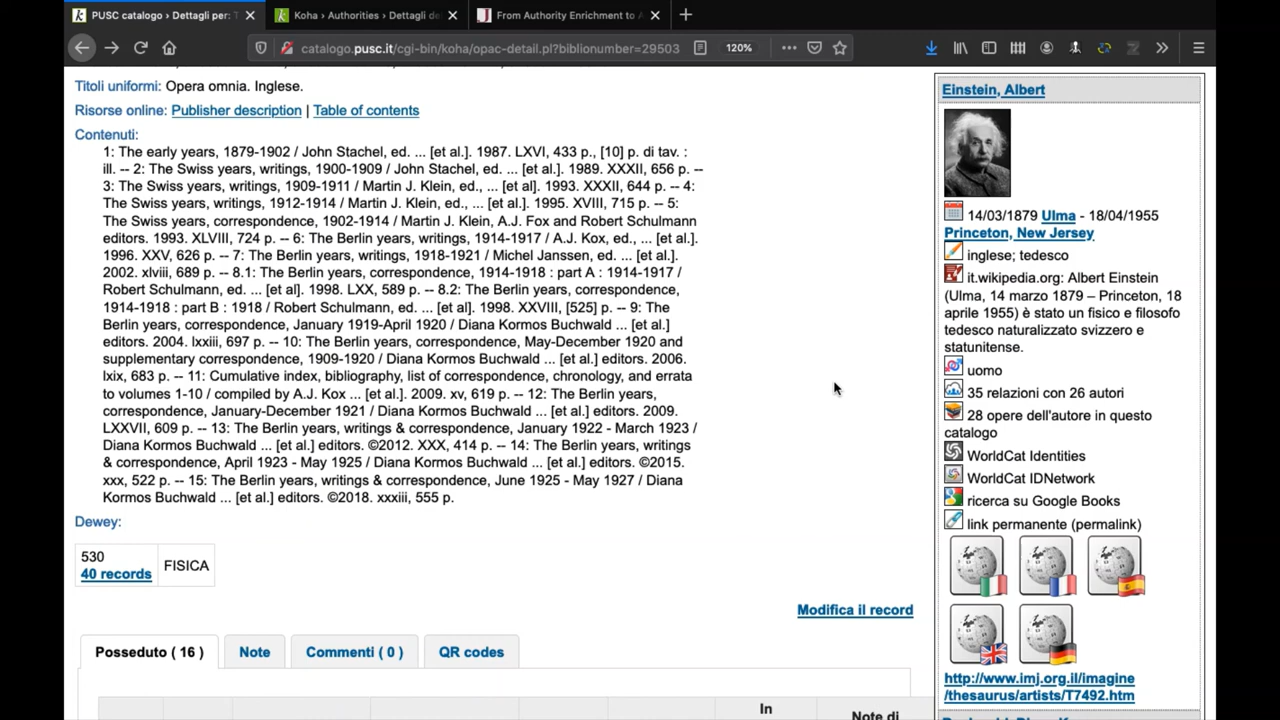 PUSC catalogo › Dettagli per: T
Koha › Authorities › Dettagli de
From Authority Enrichment to A
catalogo.pusc.it/cgi-bin/koha/opac-detail.pl?biblionumber=29503
120%
Titoli uniformi: Opera omnia. Inglese.
Risorse online: Publisher description | Table of contents
Contenuti:
1: The early years, 1879-1902 / John Stachel, ed. ... [et al.]. 1987. LXVI, 433 p., [10] p. di tav. :
ill. -- 2: The Swiss years, writings, 1900-1909 / John Stachel, ed. ... [et al.]. 1989. XXXII, 656 p. --
3: The Swiss years, writings, 1909-1911 / Martin J. Klein, ed., ... [et al]. 1993. XXXII, 644 p. -- 4:
The Swiss years, writings, 1912-1914 / Martin J. Klein, ed. ... [et al.]. 1995. XVIII, 715 p. -- 5:
The Swiss years, correspondence, 1902-1914 / Martin J. Klein, A.J. Fox and Robert Schulmann
editors. 1993. XLVIII, 724 p. -- 6: The Berlin years, writings, 1914-1917 / A.J. Kox, ed., ... [et al.].
1996. XXV, 626 p. -- 7: The Berlin years, writings, 1918-1921 / Michel Janssen, ed. ... [et al.].
2002. xlviii, 689 p. -- 8.1: The Berlin years, correspondence, 1914-1918 : part A : 1914-1917 /
Robert Schulmann, ed. ... [et al.]. 1998. LXX, 589 p. -- 8.2: The Berlin years, correspondence,
1914-1918 : part B : 1918 / Robert Schulmann, ed. ... [et al.]. 1998. XXVIII, [525] p. -- 9: The
Berlin years, correspondence, January 1919-April 1920 / Diana Kormos Buchwald ... [et al.]
editors. 2004. lxxiii, 697 p. -- 10: The Berlin years, correspondence, May-December 1920 and
supplementary correspondence, 1909-1920 / Diana Kormos Buchwald ... [et al.] editors. 2006.
lxix, 683 p. -- 11: Cumulative index, bibliography, list of correspondence, chronology, and errata
to volumes 1-10 / compiled by A.J. Kox ... [et al.]. 2009. xv, 619 p. -- 12: The Berlin years,
correspondence, January-December 1921 / Diana Kormos Buchwald ... [et al.] editors. 2009.
LXXVII, 609 p. -- 13: The Berlin years, writings & correspondence, January 1922 - March 1923 /
Diana Kormos Buchwald ... [et al.] editors. ©2012. XXX, 414 p. -- 14: The Berlin years, writings
& correspondence, April 1923 - May 1925 / Diana Kormos Buchwald ... [et al.] editors. ©2015.
xxx, 522 p. -- 15: The Berlin years, writings & correspondence, June 1925 - May 1927 / Diana
Kormos Buchwald ... [et al.] editors. ©2018. xxxiii, 555 p.
Dewey:
530
40 records
FISICA
Modifica il record
Posseduto ( 16 )
Note
Commenti ( 0 )
QR codes
In
Note di
Einstein, Albert
14/03/1879 Ulma - 18/04/1955
Princeton, New Jersey
inglese; tedesco
it.wikipedia.org: Albert Einstein
(Ulma, 14 marzo 1879 – Princeton, 18
aprile 1955) è stato un fisico e filosofo
tedesco naturalizzato svizzero e
statunitense.
uomo
35 relazioni con 26 autori
28 opere dell'autore in questo
catalogo
WorldCat Identities
WorldCat IDNetwork
ricerca su Google Books
link permanente (permalink)
http://www.imj.org.il/imagine
/thesaurus/artists/T7492.htm